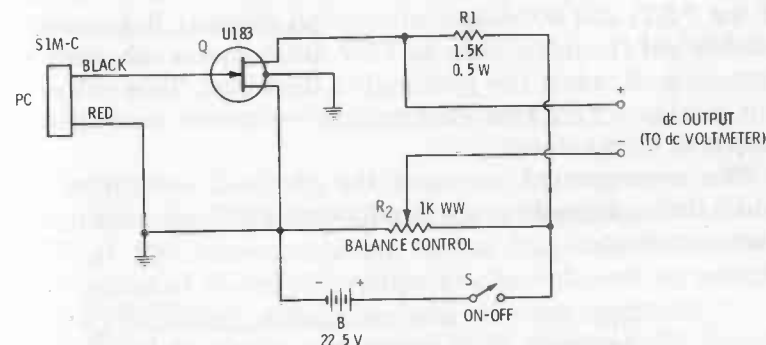 U183
Q
R1
1.5K
0.5 W
S1M-C
BLACK
PC
RED
+
dc OUTPUT
−
(TO dc VOLTMETER)
R2 1K WW
BALANCE CONTROL
− +
B
22.5 V
S
ON-OFF